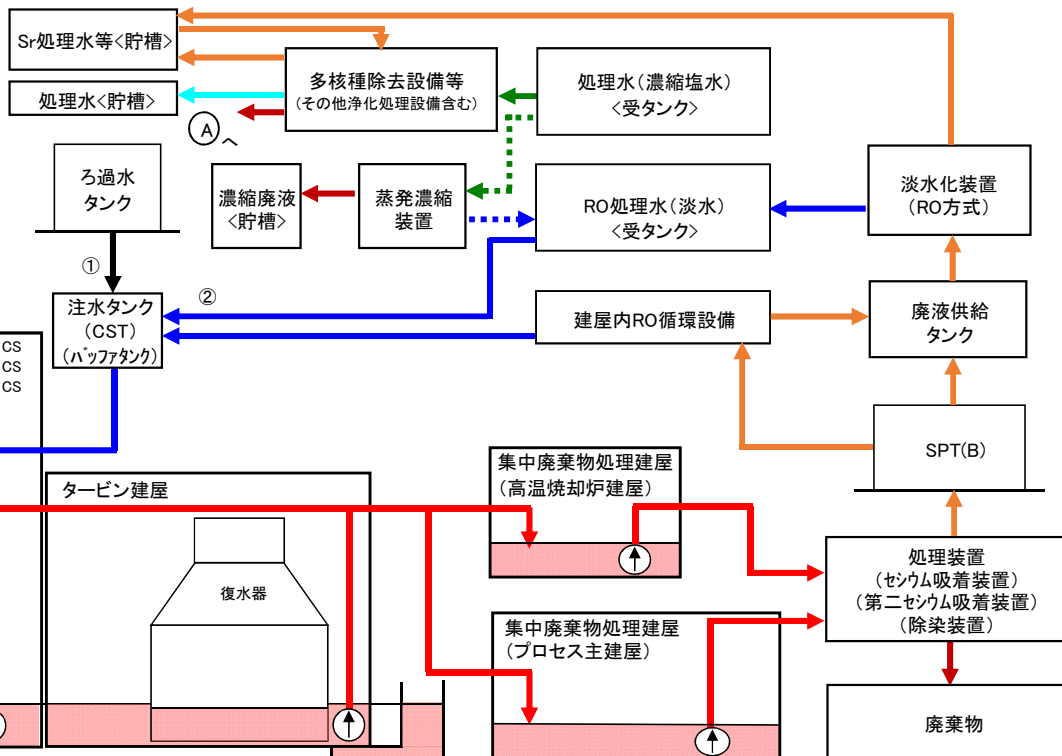 Sr処理水等<貯槽>
処理水<貯槽>
多核種除去設備等
(その他浄化処理設備含む)
処理水(濃縮塩水)
<受タンク>
A
へ
ろ過水
タンク
濃縮廃液
<貯槽>
蒸発濃縮
装置
RO処理水(淡水)
<受タンク>
淡水化装置
(RO方式)
①
②
注水タンク
(CST)
(バッファタンク)
建屋内RO循環設備
廃液供給
タンク
CS
CS
CS
SPT(B)
タービン建屋
復水器
集中廃棄物処理建屋
(高温焼却炉建屋)
集中廃棄物処理建屋
(プロセス主建屋)
処理装置
(セシウム吸着装置)
(第二セシウム吸着装置)
(除染装置)
廃棄物